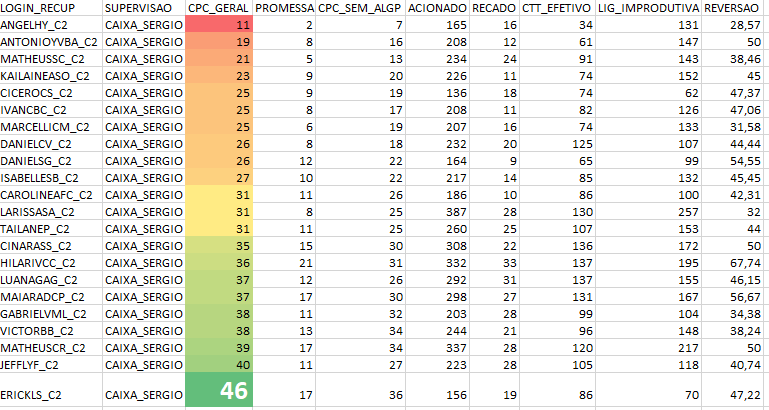 LOGIN_RECUP SUPERVISAO CPC_GERAL PROMESSA CPC_SEM_ALGP ACIONADO RECADO CTT_EFETIVO LIG_IMPRODUTIVA REVERSAO
ANGELHY_C2 CAIXA_SERGIO 11 2 7 165 16 34 131 28,57
ANTONIOYVBA_C2 CAIXA_SERGIO 19 8 16 208 12 61 147 50
MATHEUSSC_C2 CAIXA_SERGIO 21 5 13 234 24 91 143 38,46
KAILAINEASO_C2 CAIXA_SERGIO 23 9 20 226 11 74 152 45
CICEROCS_C2 CAIXA_SERGIO 25 9 19 136 18 74 62 47,37
IVANCBC_C2 CAIXA_SERGIO 25 8 17 208 11 82 126 47,06
MARCELLICM_C2 CAIXA_SERGIO 25 6 19 207 16 74 133 31,58
DANIELCV_C2 CAIXA_SERGIO 26 8 18 232 20 125 107 44,44
DANIELSG_C2 CAIXA_SERGIO 26 12 22 164 9 65 99 54,55
ISABELLESB_C2 CAIXA_SERGIO 27 10 22 217 14 85 132 45,45
CAROLINEAFC_C2 CAIXA_SERGIO 31 11 26 186 10 86 100 42,31
LARISSASA_C2 CAIXA_SERGIO 31 8 25 387 28 130 257 32
TAILANEP_C2 CAIXA_SERGIO 31 11 25 260 25 107 153 44
CINARASS_C2 CAIXA_SERGIO 35 15 30 308 22 136 172 50
HILARIVCC_C2 CAIXA_SERGIO 36 21 31 332 33 137 195 67,74
LUANAGAG_C2 CAIXA_SERGIO 37 12 26 292 31 137 155 46,15
MAIARADCP_C2 CAIXA_SERGIO 37 17 30 298 27 131 167 56,67
GABRIELVML_C2 CAIXA_SERGIO 38 11 32 203 28 99 104 34,38
VICTORBB_C2 CAIXA_SERGIO 38 13 34 244 21 96 148 38,24
MATHEUSCR_C2 CAIXA_SERGIO 39 17 34 337 28 120 217 50
JEFFLYF_C2 CAIXA_SERGIO 40 11 27 223 28 105 118 40,74
ERICKLS_C2 CAIXA_SERGIO 46 17 36 156 19 86 70 47,22